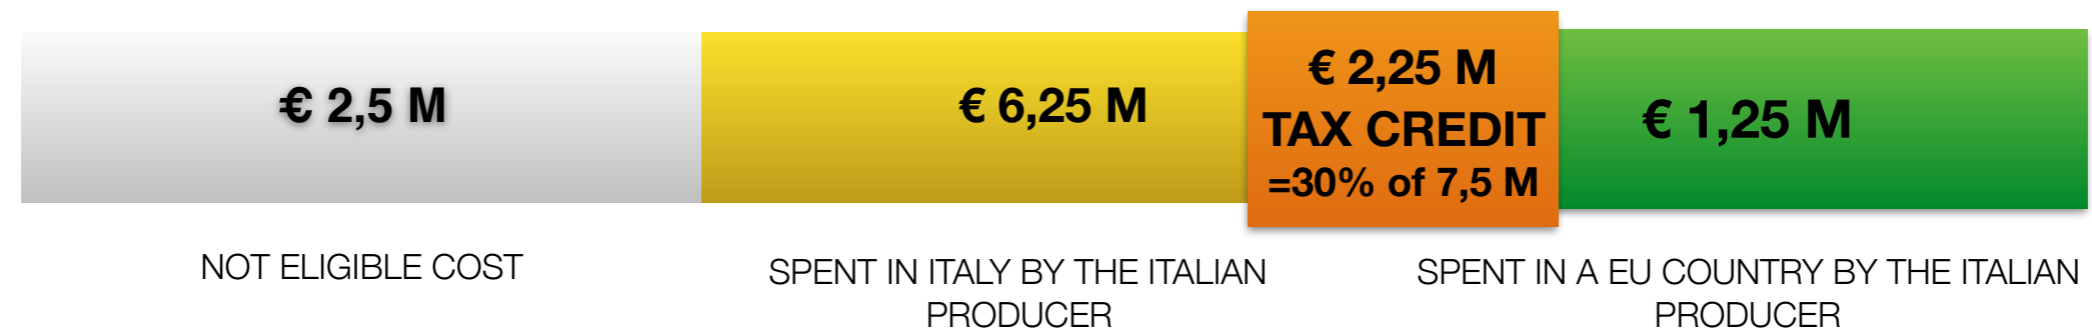 € 2,5 M
€ 6,25 M
€ 2,25 M
TAX CREDIT
=30% of 7,5 M
€ 1,25 M
NOT ELIGIBLE COST
SPENT IN ITALY BY THE ITALIAN
PRODUCER
SPENT IN A EU COUNTRY BY THE ITALIAN
PRODUCER